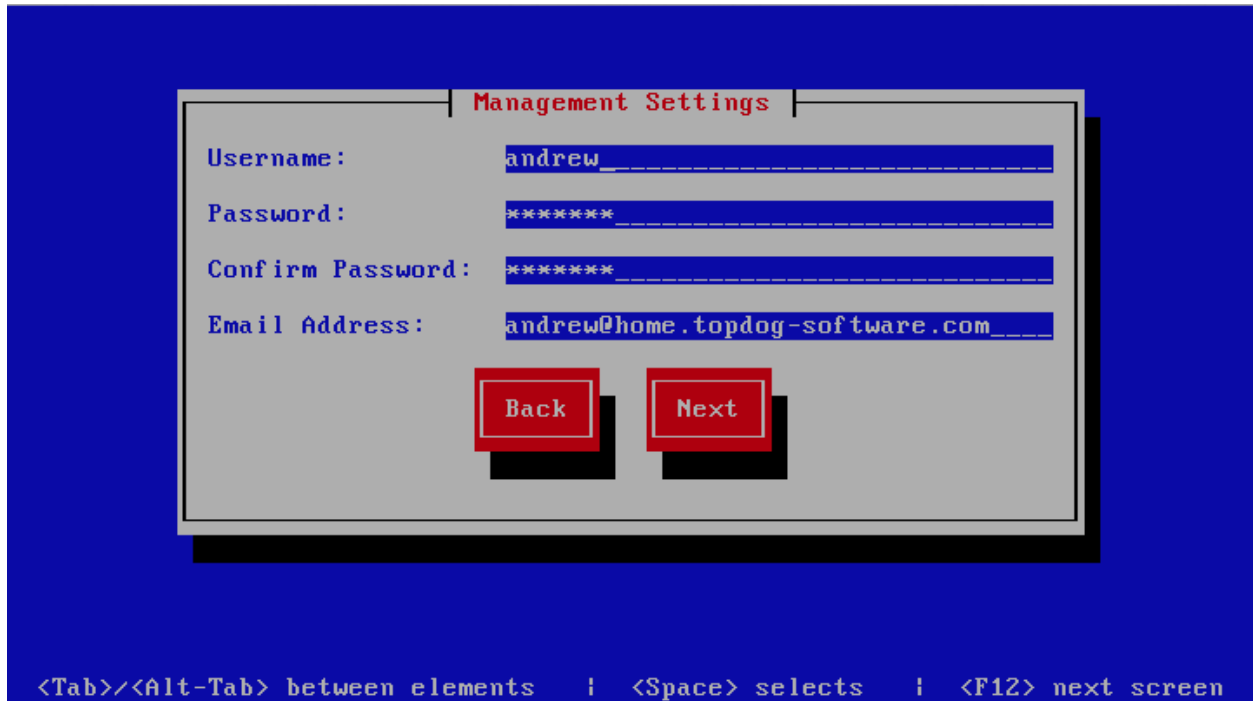 Management Settings
Username: andrew
Password: *******
Confirm Password: *******
Email Address: andrew@home.topdog-software.com
Back Next
<Tab>/<Alt-Tab> between elements | <Space> selects | <F12> next screen